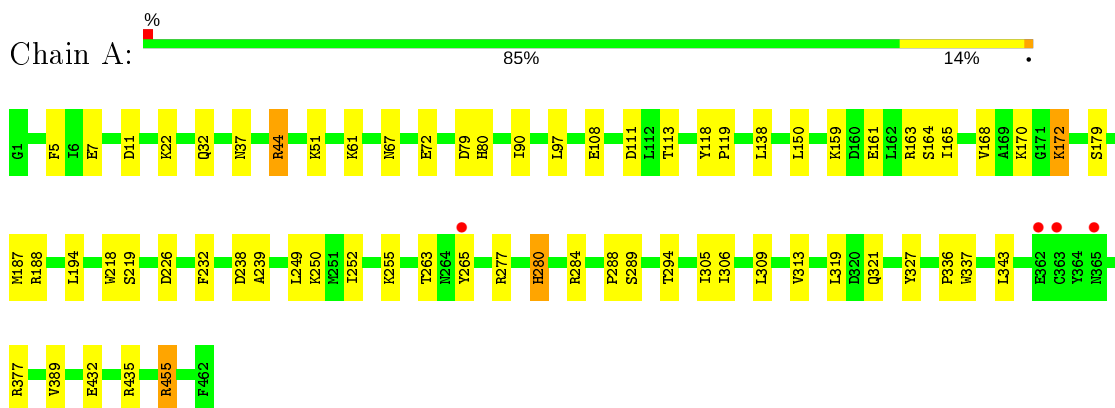 %
Chain A:
85%
14%
•
G1 F5 I6 E7 D11 K22 Q32 N37 R44 K51 K61 N67 E72 D79 H80 I90 L97 E108 D111 L112 T113 Y118 P119 L138 L150 K159 D160 E161 L162 R163 S164 I165 V168 A169 K170 G171 K172 S179
M187 R188 L194 W218 S219 D226 F232 D238 A239 L249 K250 M251 I252 K255 T263 N264 Y265 R277 H280 R284 P288 S289 T294 I305 I306 L309 V313 L319 D320 Q321 Y327 P336 W337 L343 E362 C363 Y364 N365
R377 V389 E432 R435 R455 F462